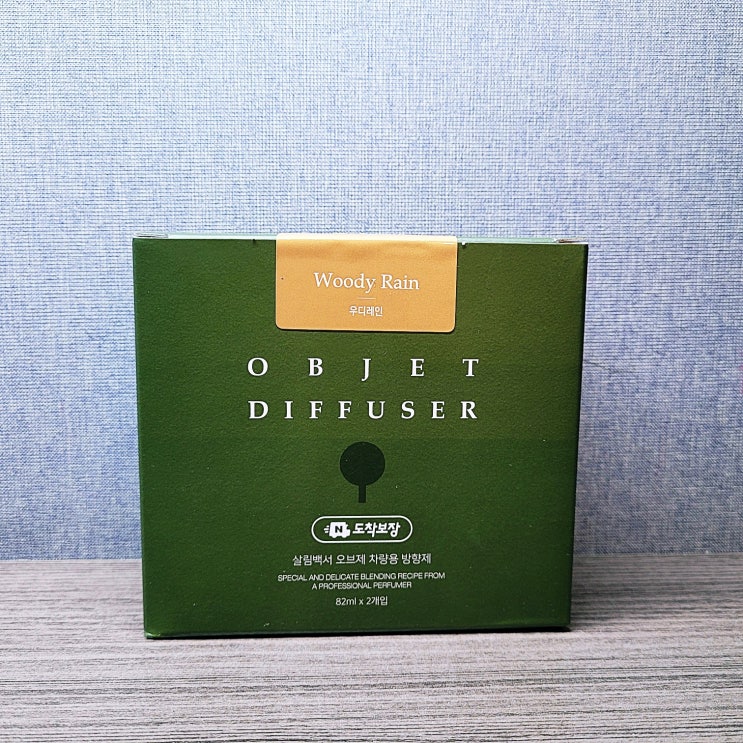 Woody Rain
우디레인
OBJET
DIFFUSER
N 도착보장
살림백서 오브제 차량용 방향제
SPECIAL AND DELICATE BLENDING RECIPE FROM
A PROFESSIONAL PERFUMER
82ml x 2개입